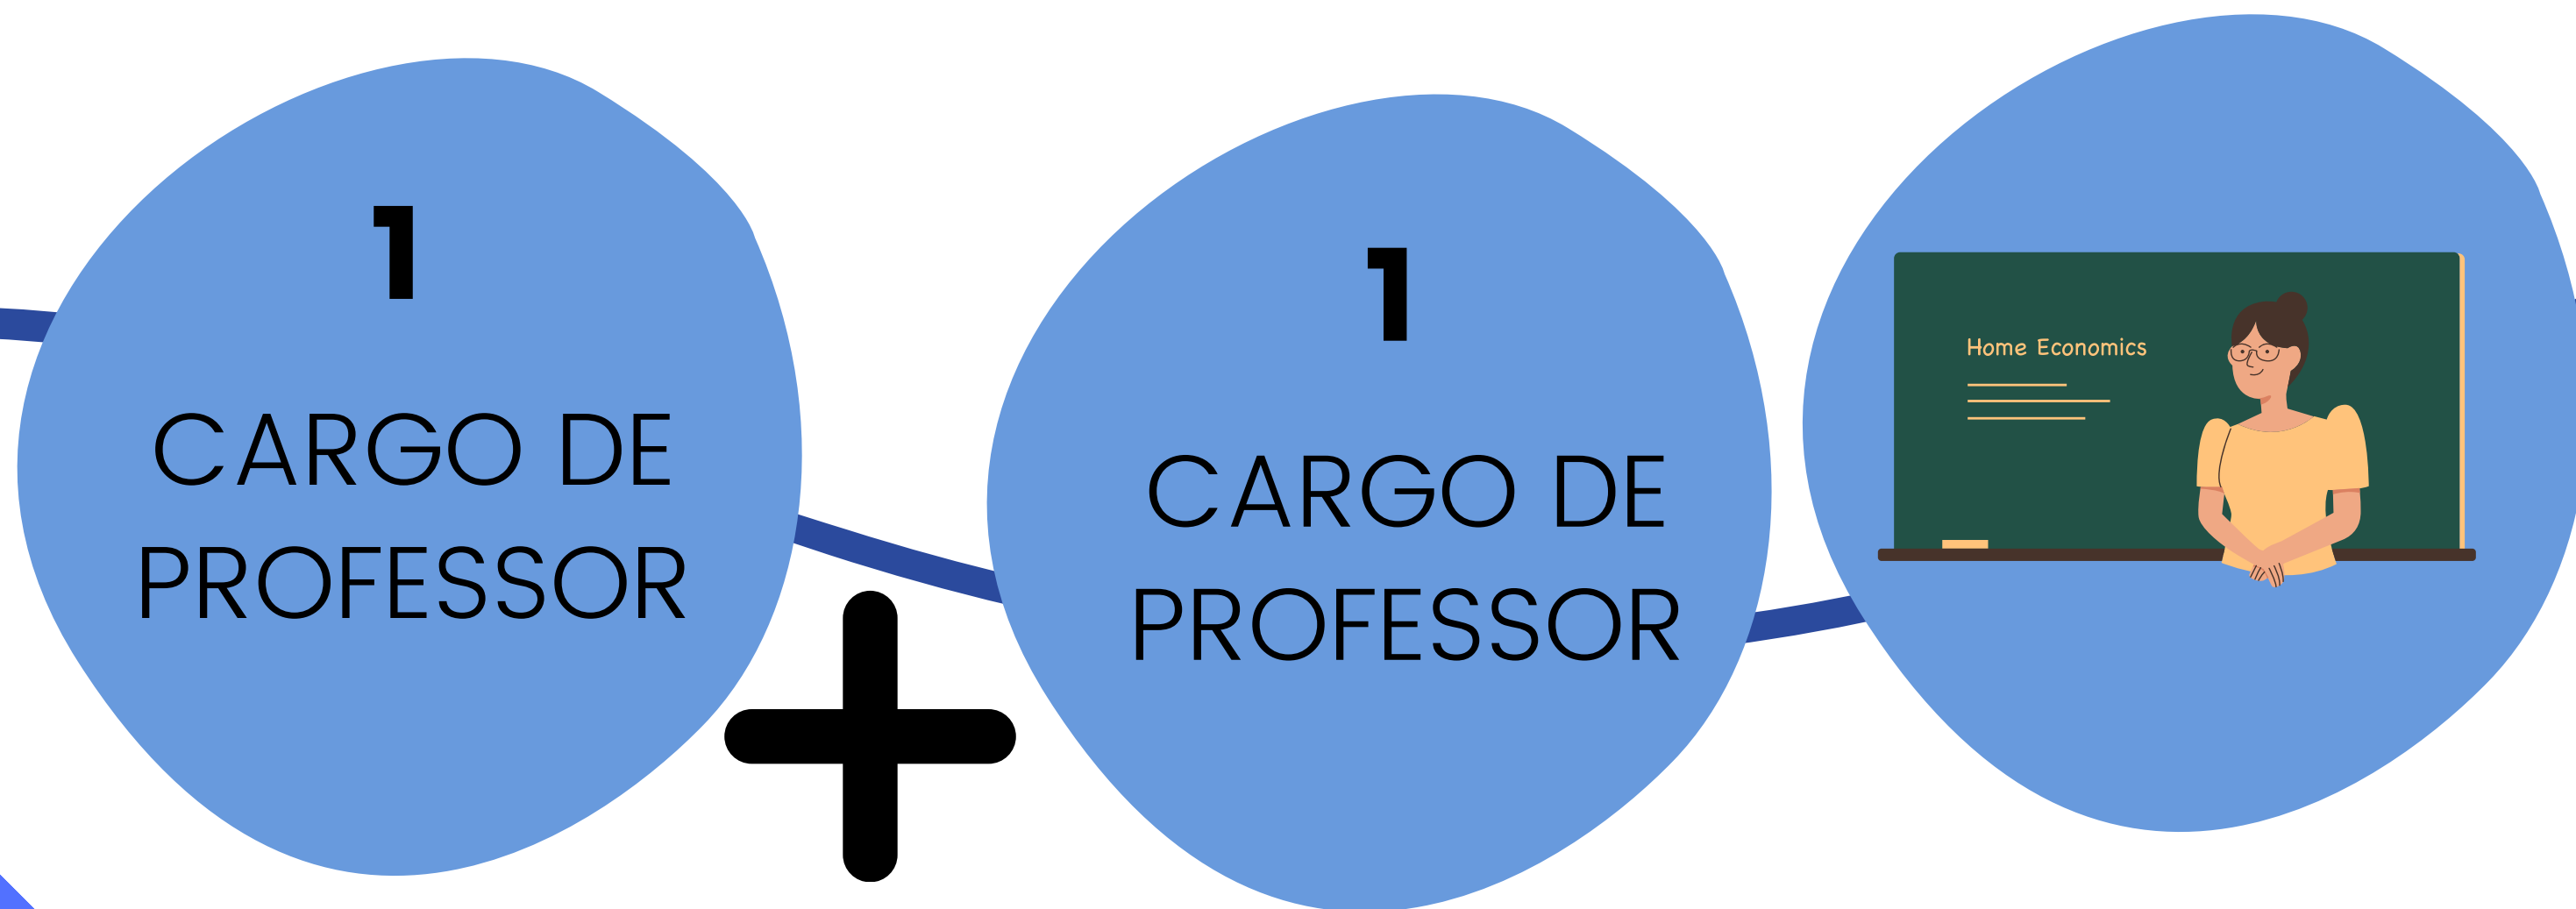 1
CARGO DE
PROFESSOR
1
CARGO DE
PROFESSOR
Home Economics